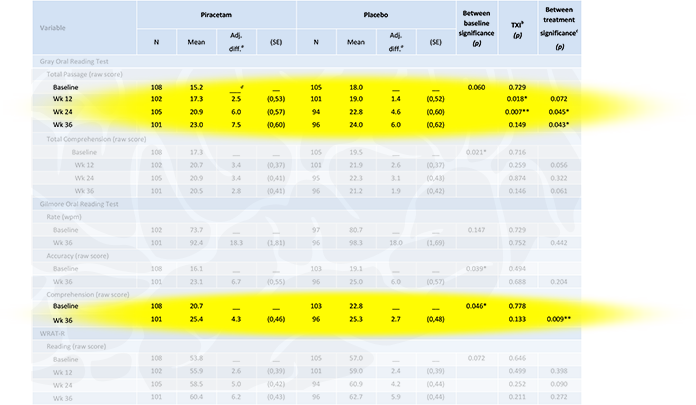 Variable Piracetam Placebo Between baseline significance (p) TXIᵇ (p) Between treatment significanceᶜ (p)
N Mean Adj. diff.ᵃ (SE) N Mean Adj. diff.ᵃ (SE)
Gray Oral Reading Test
Total Passage (raw score)
Baseline 108 15.2 __ᵈ __ 105 18.0 __ __ 0.060 0.729
Wk 12 102 17.3 2.5 (0,53) 101 19.0 1.4 (0,52) 0.018* 0.072
Wk 24 105 20.9 6.0 (0,57) 94 22.8 4.6 (0,60) 0.007** 0.045*
Wk 36 101 23.0 7.5 (0,60) 96 24.0 6.0 (0,62) 0.149 0.043*
Total Comprehension (raw score)
Baseline 108 17.3 __ __ 105 19.5 __ __ 0.031* 0.716
Wk 12 102 20.7 3.4 (0,37) 101 21.9 2.6 (0,37) 0.259 0.056
Wk 24 105 20.9 3.4 (0,41) 95 22.3 3.1 (0,43) 0.874 0.322
Wk 36 101 20.5 2.8 (0,41) 96 21.2 1.9 (0,42) 0.146 0.061
Gilmore Oral Reading Test
Rate (wpm)
Baseline 102 73.7 __ __ 97 80.7 __ __ 0.147 0.729
Wk 36 101 92.4 18.3 (1,81) 96 98.3 18.0 (1,69) 0.752 0.442
Accuracy (raw score)
Baseline 108 16.1 __ __ 103 19.1 __ __ 0.039* 0.494
Wk 36 101 23.1 6.7 (0,55) 96 25.0 6.0 (0,57) 0.688 0.204
Comprehension (raw score)
Baseline 108 20.7 __ __ 103 22.8 __ __ 0.046* 0.778
Wk 36 101 25.4 4.3 (0,46) 96 25.3 2.7 (0,48) 0.133 0.009**
WRAT-R
Reading (raw score)
Baseline 108 53.8 __ __ 105 57.0 __ __ 0.072 0.646
Wk 12 102 55.9 2.6 (0,39) 101 59.0 2.4 (0,39) 0.499 0.398
Wk 24 105 58.5 5.0 (0,42) 94 60.9 4.2 (0,44) 0.252 0.090
Wk 36 101 60.4 6.2 (0,43) 96 62.7 5.9 (0,44) 0.211 0.272